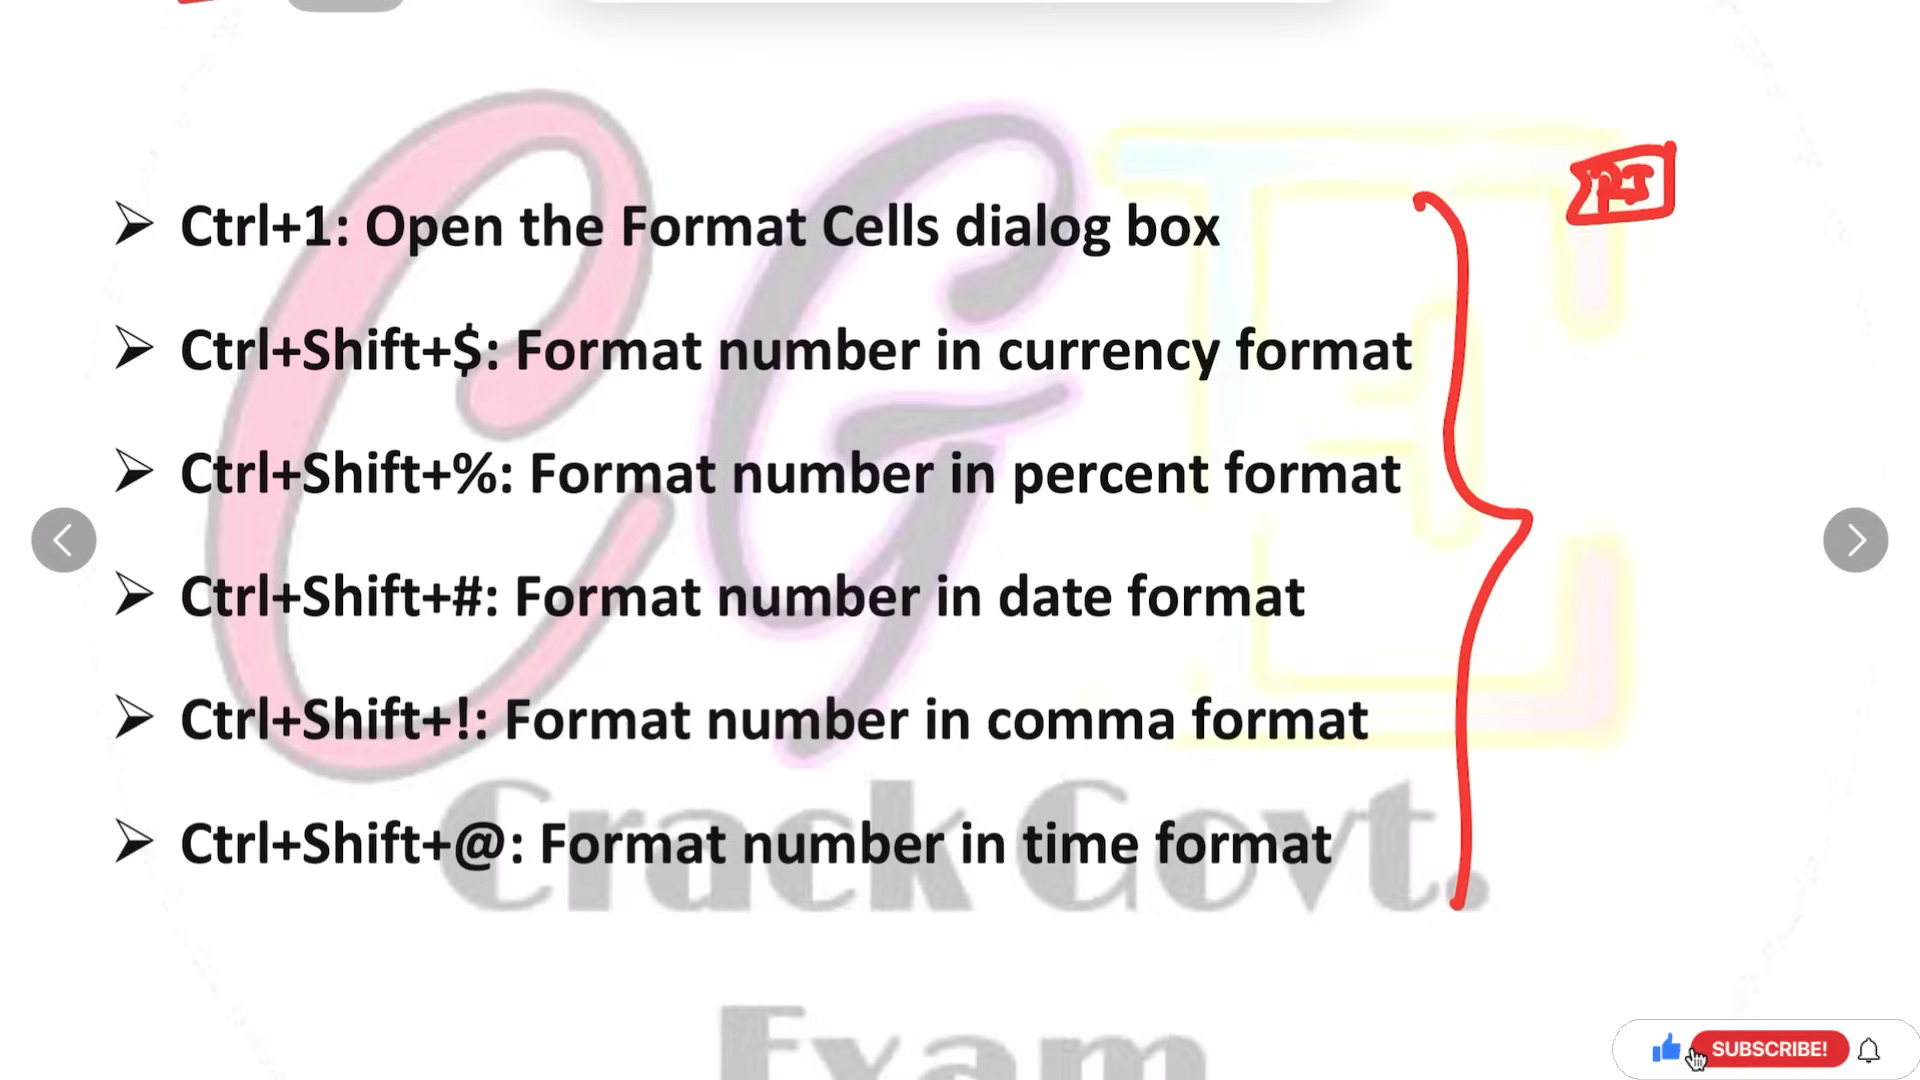 ➢ Ctrl+1: Open the Format Cells dialog box
➢ Ctrl+Shift+$: Format number in currency format
➢ Ctrl+Shift+%: Format number in percent format
➢ Ctrl+Shift+#: Format number in date format
➢ Ctrl+Shift+!: Format number in comma format
➢ Ctrl+Shift+@: Format number in time format
CGE
Crack Govt.
Exam
SUBSCRIBE!